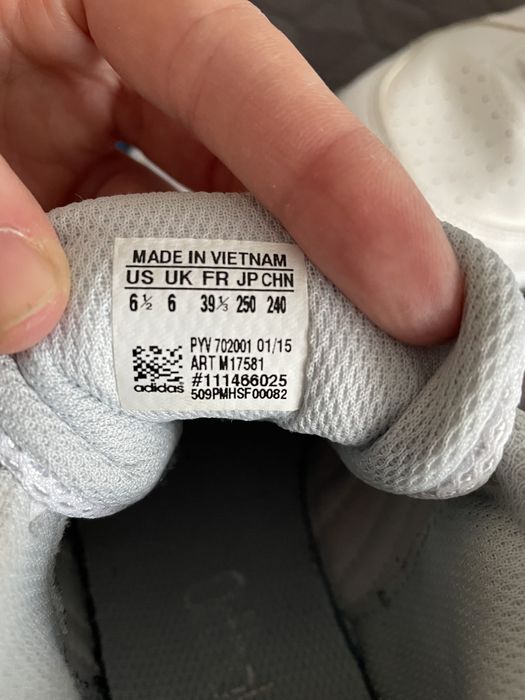 MADE IN VIETNAM
US UK FR JP CHN
6½ 6 39⅓ 250 240
PYV 702001 01/15
ART M17581
#111466025
adidas
509PMHSF00082